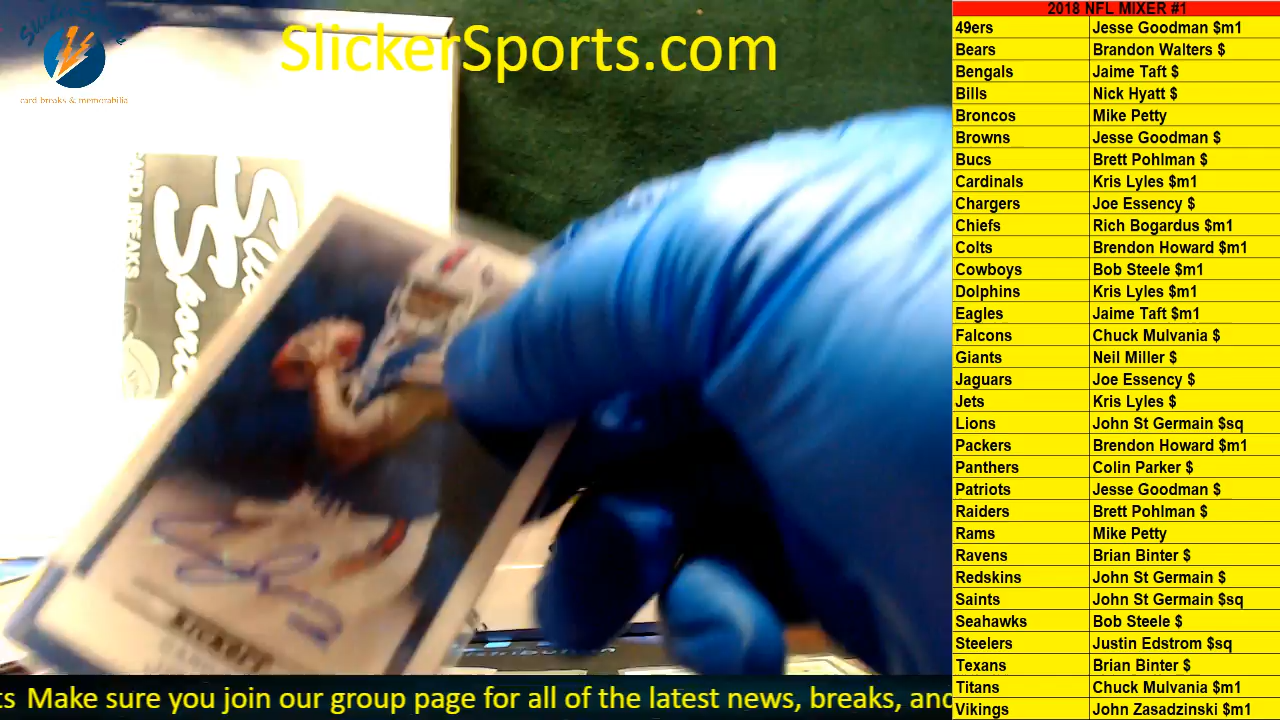 SlickerSports.com
card breaks & memorabilia
2018 NFL MIXER #1
49ers Jesse Goodman $m1
Bears Brandon Walters $
Bengals Jaime Taft $
Bills Nick Hyatt $
Broncos Mike Petty
Browns Jesse Goodman $
Bucs Brett Pohlman $
Cardinals Kris Lyles $m1
Chargers Joe Essency $
Chiefs Rich Bogardus $m1
Colts Brendon Howard $m1
Cowboys Bob Steele $m1
Dolphins Kris Lyles $m1
Eagles Jaime Taft $m1
Falcons Chuck Mulvania $
Giants Neil Miller $
Jaguars Joe Essency $
Jets Kris Lyles $
Lions John St Germain $sq
Packers Brendon Howard $m1
Panthers Colin Parker $
Patriots Jesse Goodman $
Raiders Brett Pohlman $
Rams Mike Petty
Ravens Brian Binter $
Redskins John St Germain $
Saints John St Germain $sq
Seahawks Bob Steele $
Steelers Justin Edstrom $sq
Texans Brian Binter $
Titans Chuck Mulvania $m1
Vikings John Zasadzinski $m1
ts Make sure you join our group page for all of the latest news, breaks, and